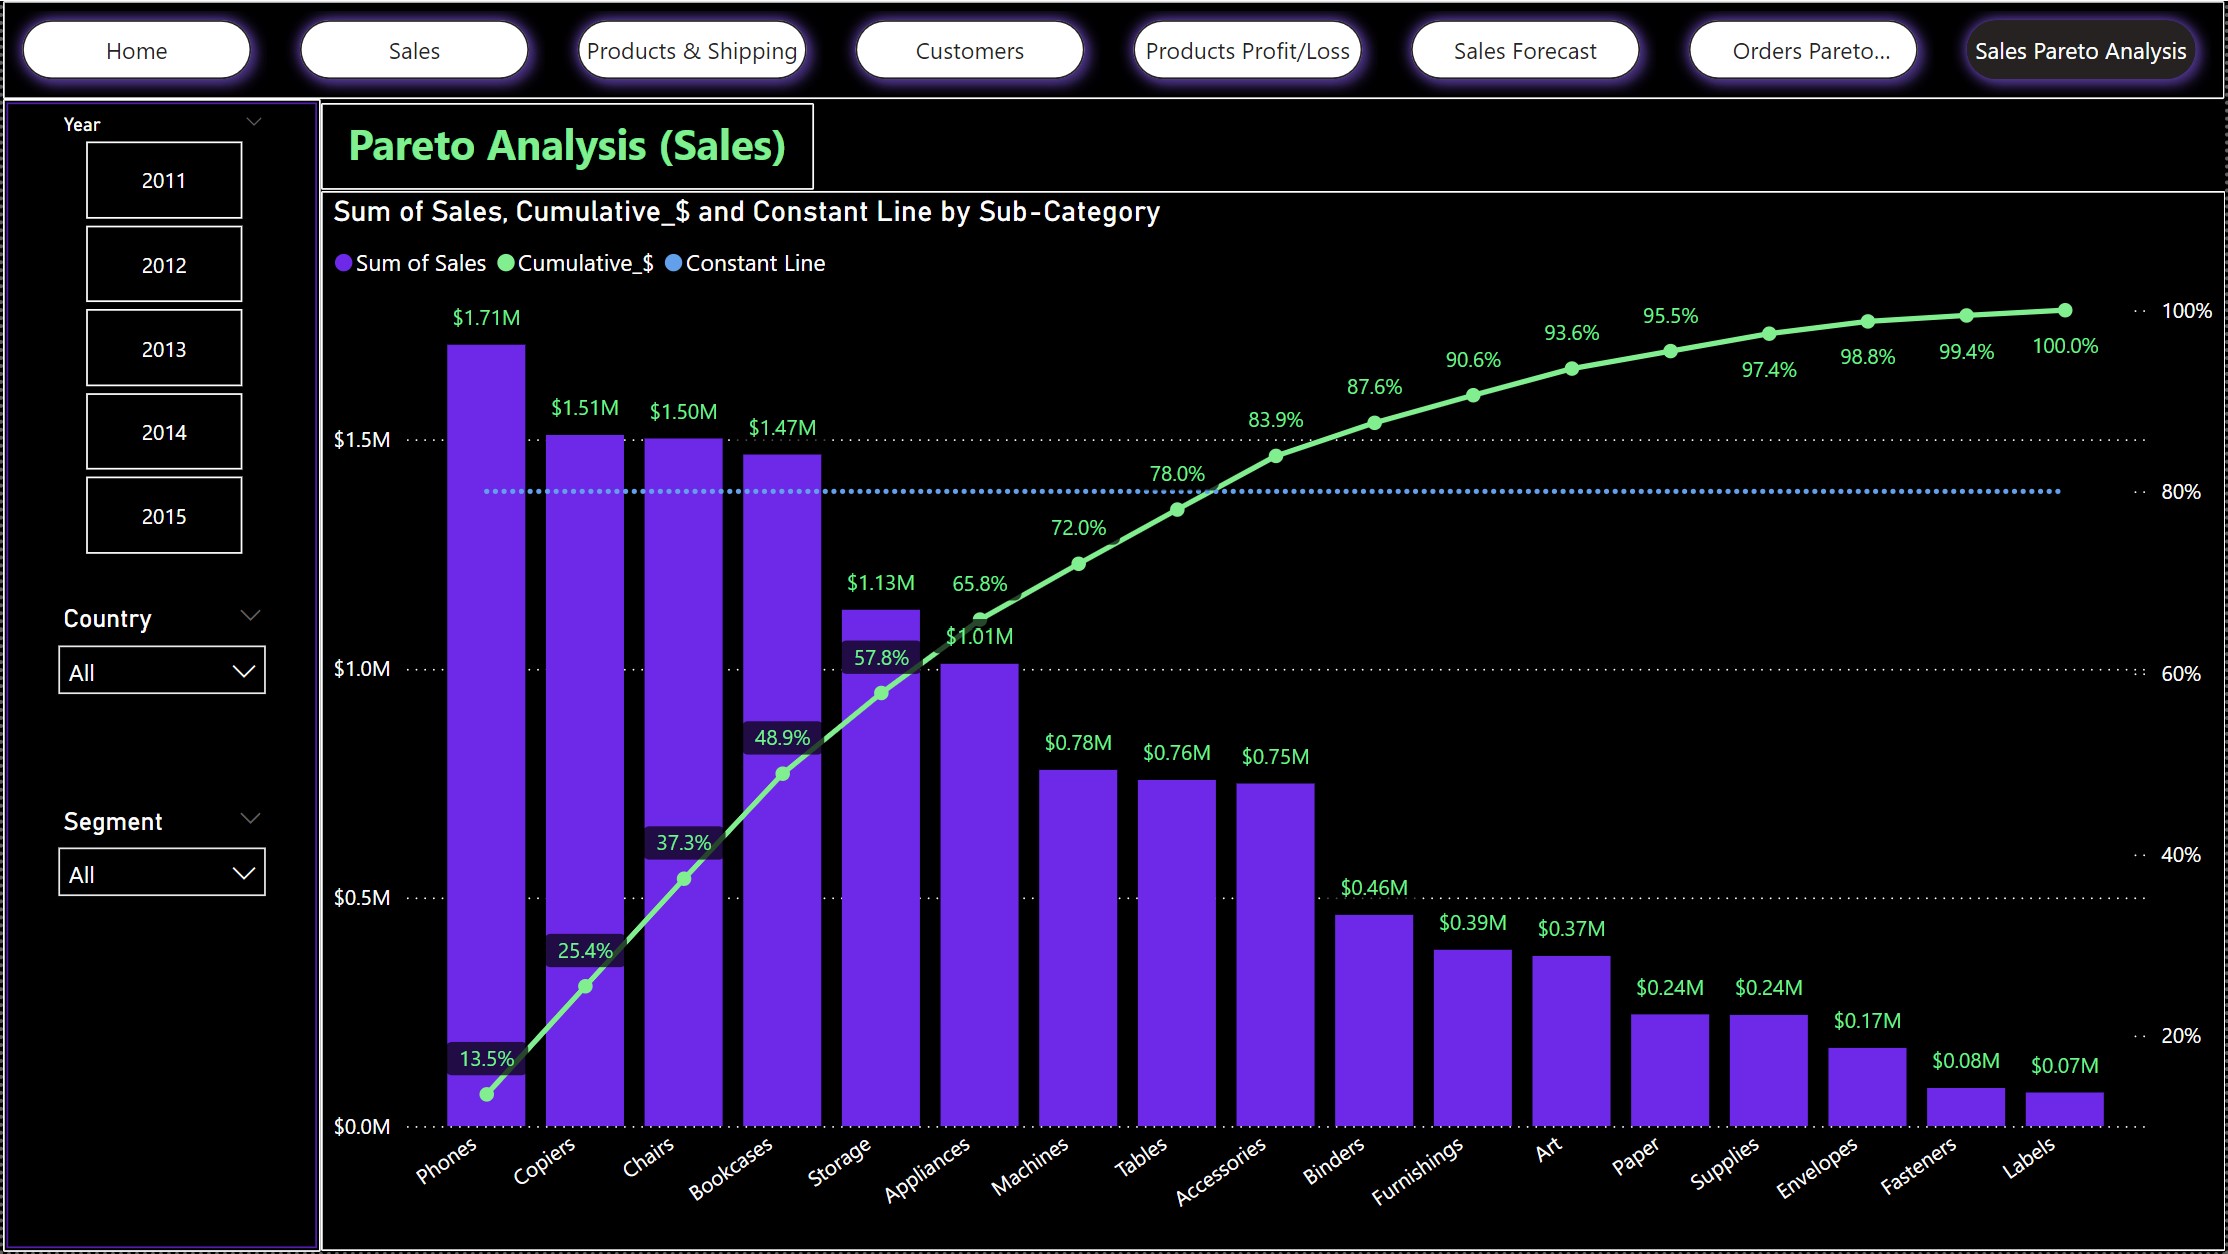 Home
Sales
Products & Shipping
Customers
Products Profit/Loss
Sales Forecast
Orders Pareto...
Sales Pareto Analysis
Year
2011
2012
2013
2014
2015
Country
All
Segment
All
Pareto Analysis (Sales)
Sum of Sales, Cumulative_$ and Constant Line by Sub-Category
Sum of Sales
Cumulative_$
Constant Line
$1.5M
$1.0M
$0.5M
$0.0M
$1.71M
$1.51M
$1.50M
$1.47M
$1.13M
$1.01M
$0.78M
$0.76M
$0.75M
$0.46M
$0.39M
$0.37M
$0.24M
$0.24M
$0.17M
$0.08M
$0.07M
13.5%
25.4%
37.3%
48.9%
57.8%
65.8%
72.0%
78.0%
83.9%
87.6%
90.6%
93.6%
95.5%
97.4%
98.8%
99.4%
100.0%
100%
80%
60%
40%
20%
Phones
Copiers
Chairs
Bookcases
Storage
Appliances
Machines
Tables
Accessories
Binders
Furnishings
Art
Paper
Supplies
Envelopes
Fasteners
Labels